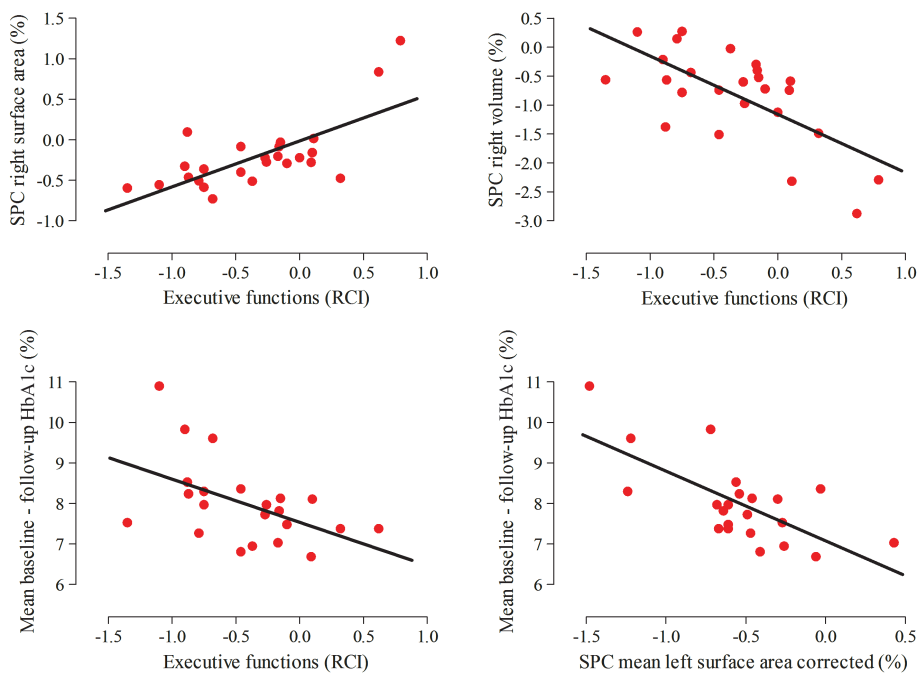 SPC right surface area (%)
1.5
1.0
0.5
0.0
-0.5
-1.0
-1.5 -1.0 -0.5 0.0 0.5 1.0
Executive functions (RCI)
SPC right volume (%)
0.5
0.0
-0.5
-1.0
-1.5
-2.0
-2.5
-3.0
-1.5 -1.0 -0.5 0.0 0.5 1.0
Executive functions (RCI)
Mean baseline - follow-up HbA1c (%)
11
10
9
8
7
6
-1.5 -1.0 -0.5 0.0 0.5 1.0
Executive functions (RCI)
Mean baseline - follow-up HbA1c (%)
11
10
9
8
7
6
-1.5 -1.0 -0.5 0.0 0.5
SPC mean left surface area corrected (%)